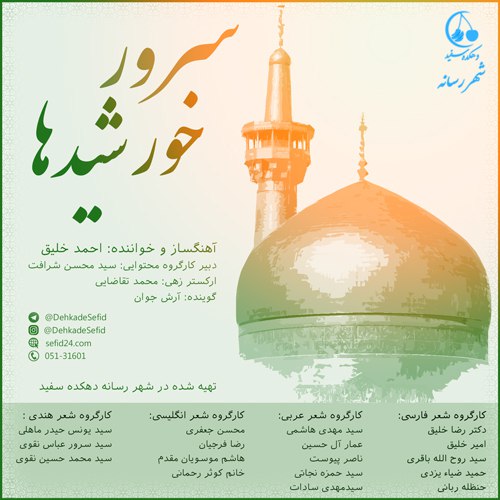 دهکده سفید
شهر رسانه
سرور
خورشیدها
آهنگساز و خواننده: احمد خلیق
دبیر کارگروه محتوایی: سید محسن شرافت
ارکستر زهی: محمد تقاضایی
گوینده: آرش جوان
@DehkadeSefid
@DehkadeSefid
sefid24.com
051-31601
تهیه شده در شهر رسانه دهکده سفید
کارگروه شعر فارسی:
دکتر رضا خلیق
امیر خلیق
سید روح الله باقری
حمید ضیاء یزدی
حنظله ربانی
کارگروه شعر عربی:
سید مهدی هاشمی
عمار آل حسین
ناصر پیوست
سید حمزه نجاتی
سیدمهدی سادات
کارگروه شعر انگلیسی:
محسن جعفری
رضا فرجیان
هاشم موسویان مقدم
خانم کوثر رحمانی
کارگروه شعر هندی :
سید یونس حیدر ماهلی
سید سرور عباس نقوی
سید محمد حسین نقوی